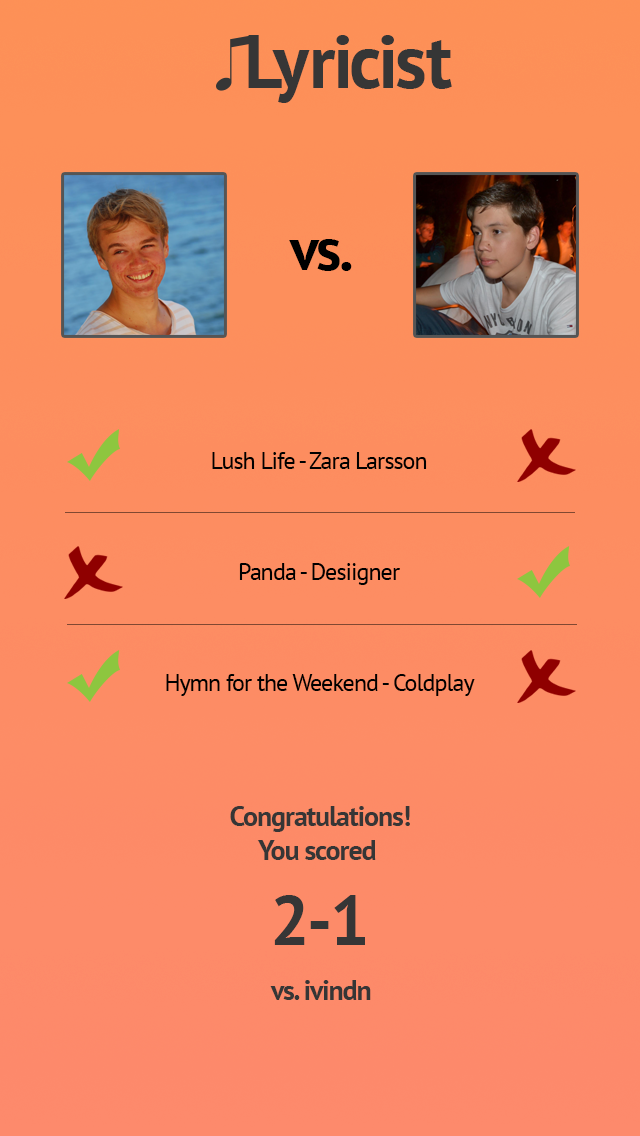 Lyricist
vs.
Lush Life - Zara Larsson
Panda - Desiigner
Hymn for the Weekend - Coldplay
Congratulations!
You scored
2-1
vs. ivindn